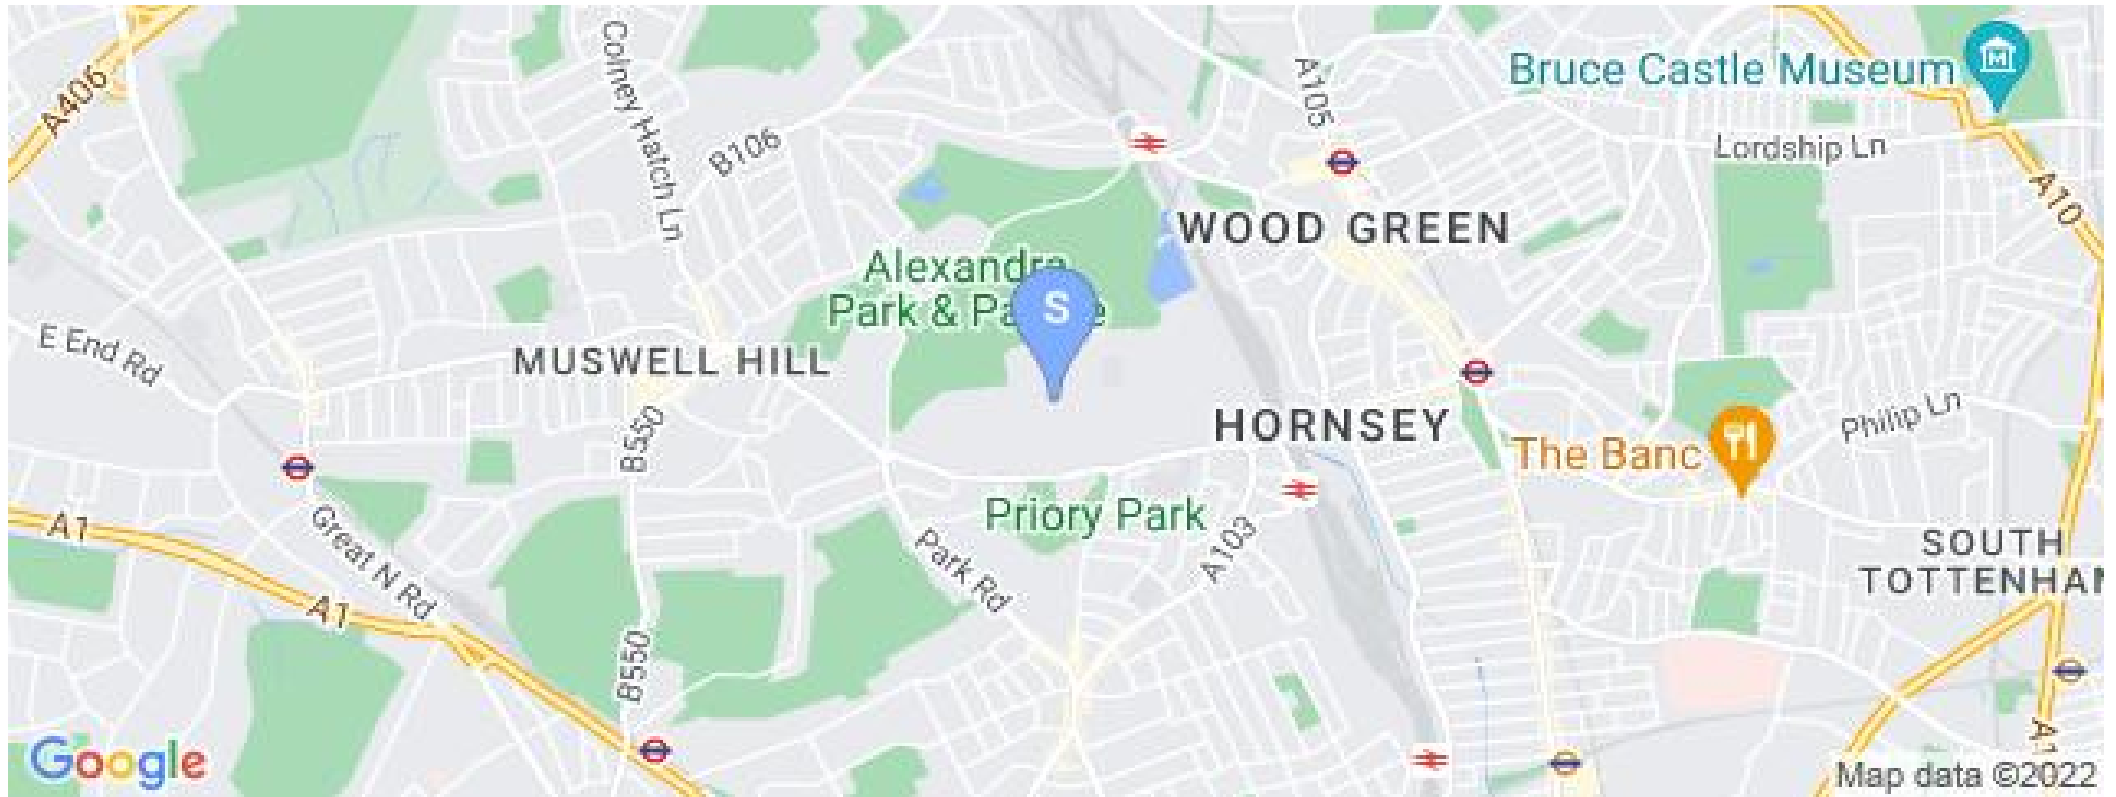 A406
Colney Hatch Ln
B106
A105
Bruce Castle Museum
Lordship Ln
A10
WOOD GREEN
Alexandra
Park & Pa e
S
E End Rd
MUSWELL HILL
B550
HORNSEY
The Banc
Philip Ln
A1
Great N Rd
Priory Park
A103
Park Rd
SOUTH
TOTTENHAM
A1
B550
A1
Google
Map data ©2022